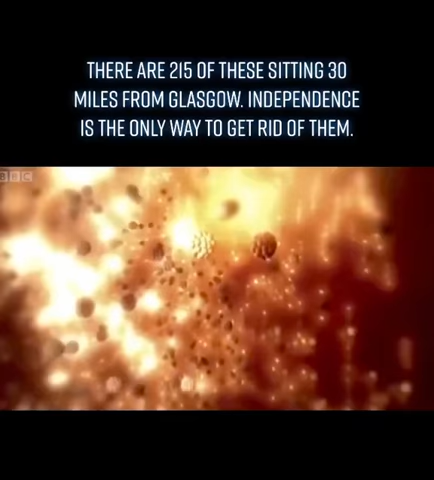 THERE ARE 215 OF THESE SITTING 30
MILES FROM GLASGOW. INDEPENDENCE
IS THE ONLY WAY TO GET RID OF THEM.
BBC